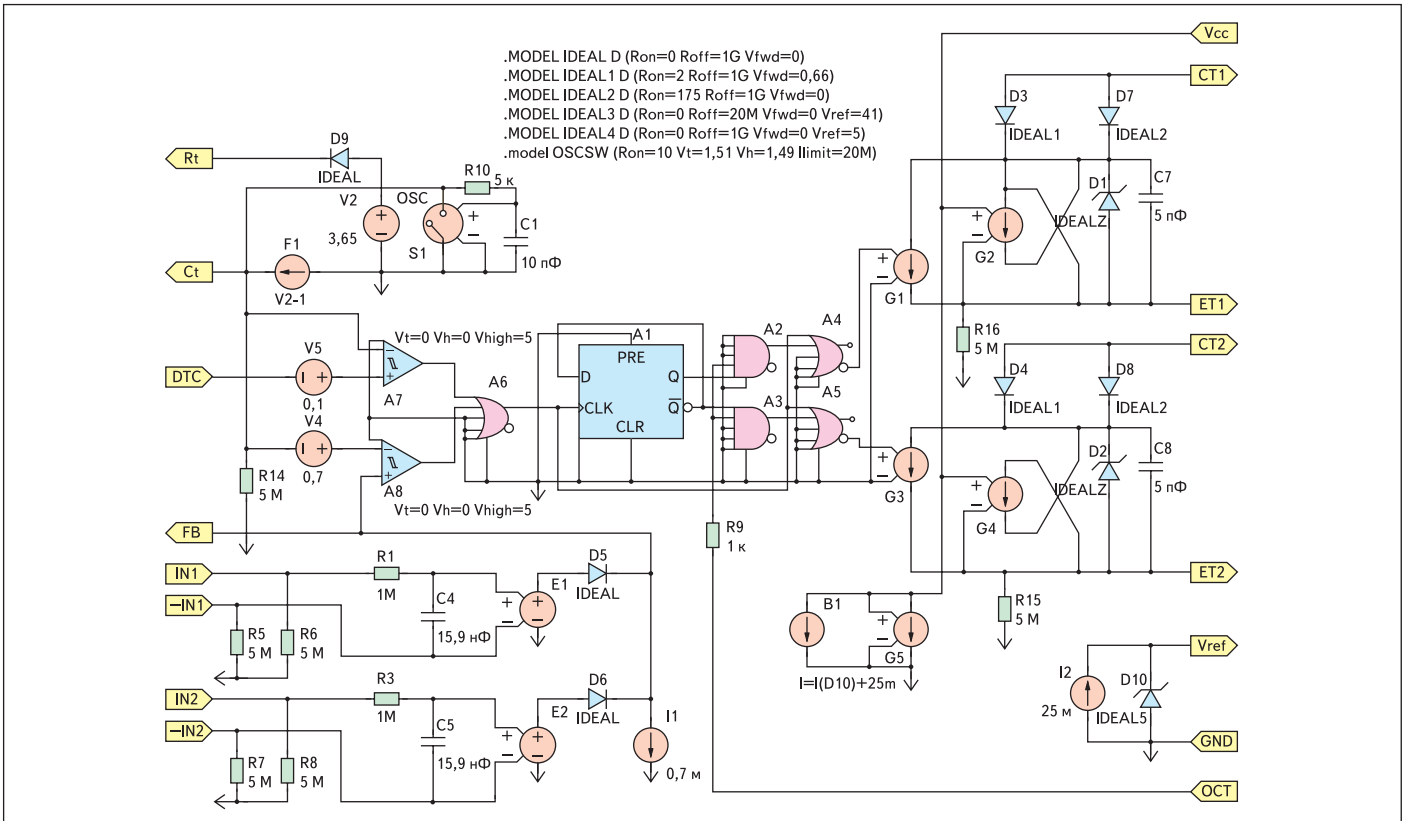 .MODEL IDEAL D (Ron=0 Roff=1G Vfwd=0)
.MODEL IDEAL1 D (Ron=2 Roff=1G Vfwd=0,66)
.MODEL IDEAL2 D (Ron=175 Roff=1G Vfwd=0)
.MODEL IDEAL3 D (Ron=0 Roff=20M Vfwd=0 Vref=41)
.MODEL IDEAL4 D (Ron=0 Roff=1G Vfwd=0 Vref=5)
.model OSCSW (Ron=10 Vt=1,51 Vh=1,49 Ilimit=20M)
Vcc
CT1
D3
D7
IDEAL1
IDEAL2
D9
Rt
IDEAL
R10
5 к
V2
OSC
+
−
3,65
S1
+
−
C1
10 пФ
F1
Ct
V2-1
D1
IDEALZ
C7
5 пФ
+
−
G2
+
−
G1
ET1
R16
5 M
CT2
D4
D8
IDEAL1
IDEAL2
Vt=0 Vh=0 Vhigh=5
A1
PRE
D
Q
CLK
Q
CLR
A2
A4
A3
A5
V5
DTC
I
+
0,1
−
+
A7
A6
V4
I
+
0,7
−
+
A8
Vt=0 Vh=0 Vhigh=5
R14
5 M
+
−
G3
D2
IDEALZ
C8
5 пФ
+
−
G4
ET2
R15
5 M
FB
R9
1 к
IN1
−IN1
R1
1M
C4
15,9 нФ
R5
5 M
R6
5 M
+
−
E1
+
−
D5
IDEAL
IN2
−IN2
R3
1M
C5
15,9 нФ
R7
5 M
R8
5 M
+
−
E2
+
−
D6
IDEAL
I1
0,7 м
B1
+
−
G5
I=I(D10)+25m
Vref
I2
25 м
D10
IDEAL5
GND
OCT